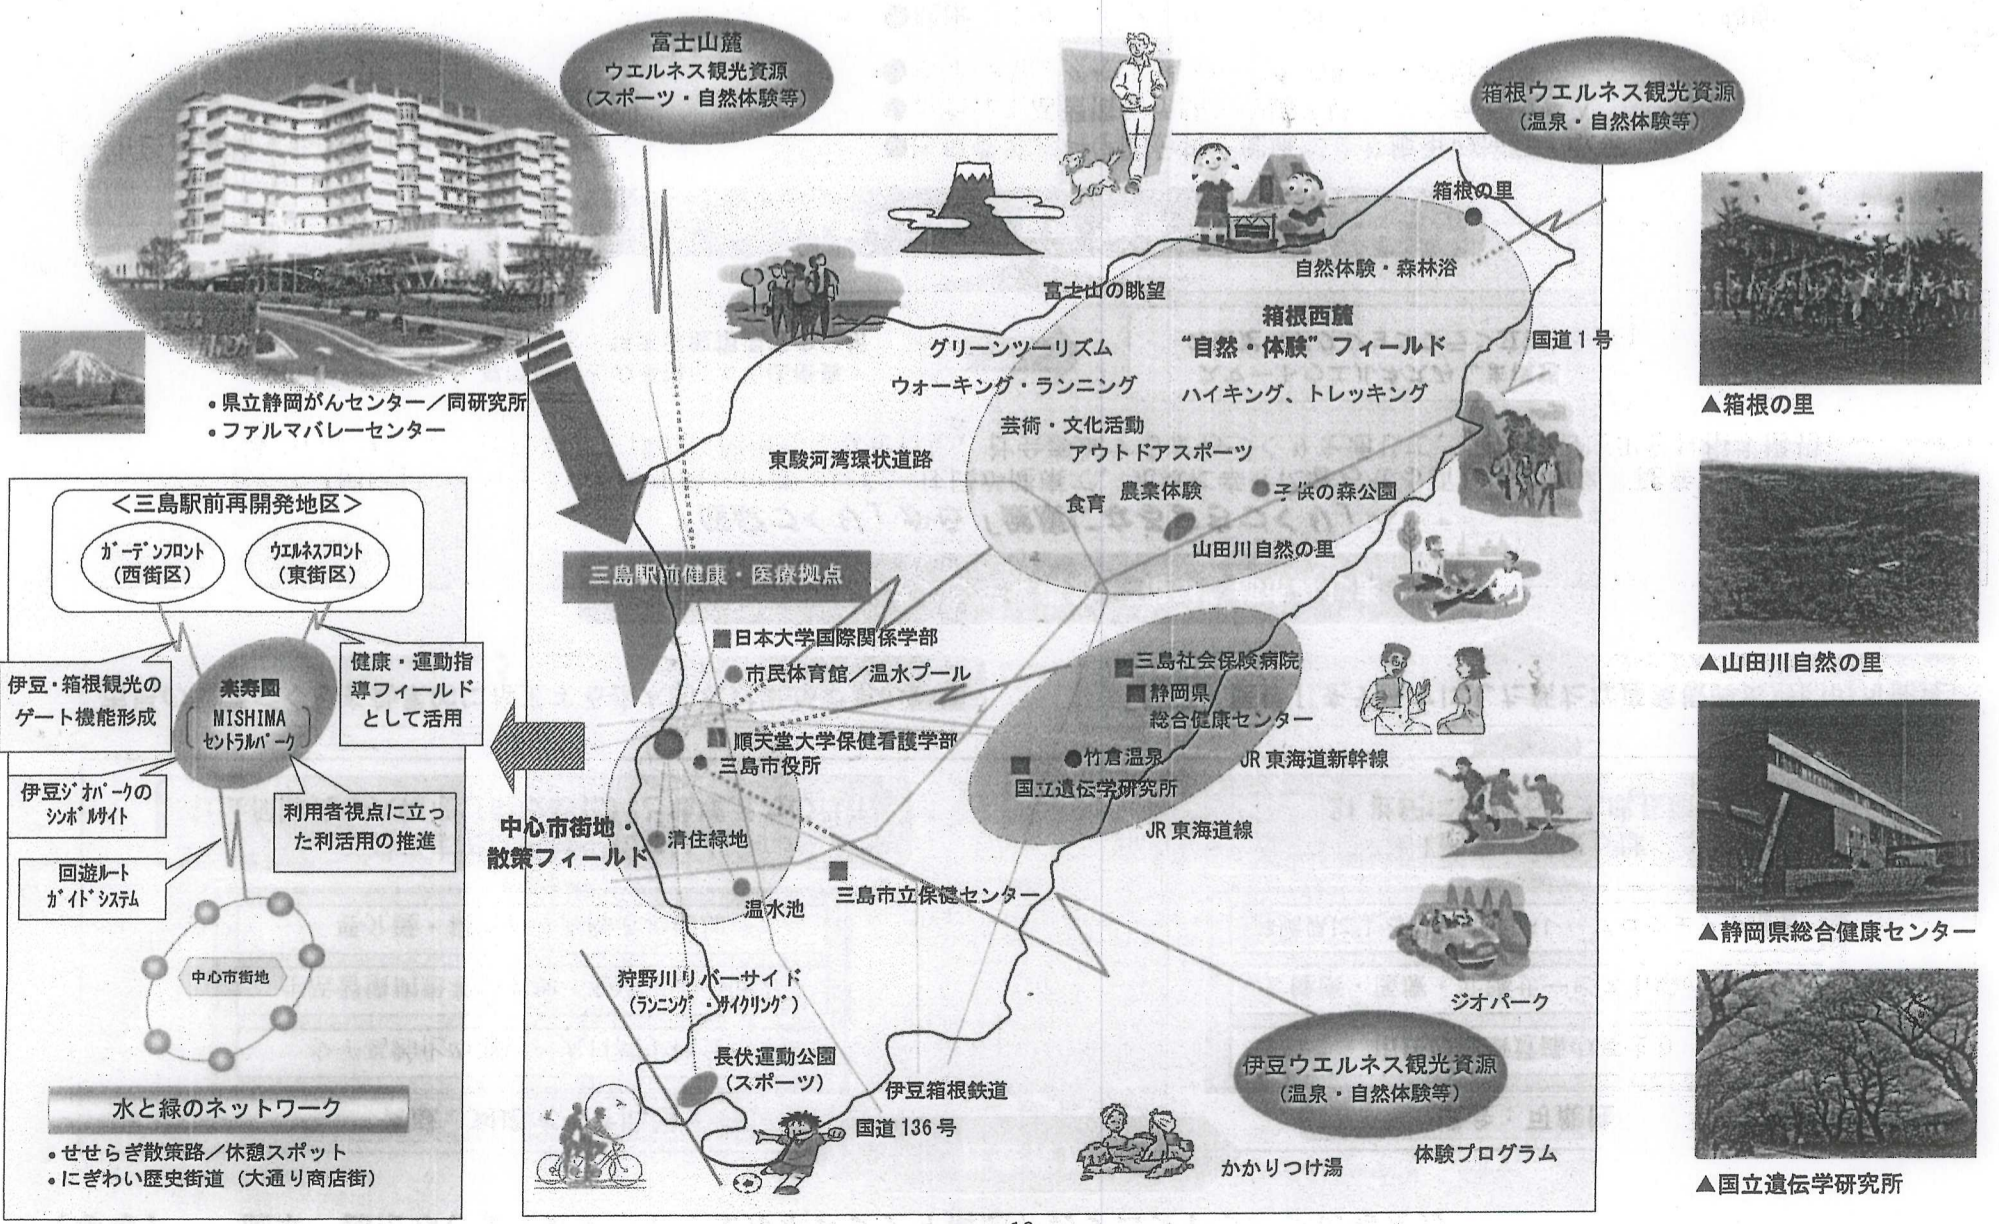 富士山麓
ウエルネス観光資源
(スポーツ・自然体験等)
箱根ウエルネス観光資源
(温泉・自然体験等)
・県立静岡がんセンター／同研究所
・ファルマバレーセンター
＜三島駅前再開発地区＞
ガーデンフロント
(西街区)
ウエルネスフロント
(東街区)
伊豆・箱根観光の
ゲート機能形成
楽寿園
MISHIMA
セントラルパーク
健康・運動指
導フィールド
として活用
伊豆ジオパークの
シンボルサイト
利用者視点に立っ
た利活用の推進
回遊ルート
ガイドシステム
中心市街地
水と緑のネットワーク
・せせらぎ散策路／休憩スポット
・にぎわい歴史街道（大通り商店街）
箱根の里
自然体験・森林浴
富士山の眺望
箱根西麓
“自然・体験”フィールド
国道1号
グリーンツーリズム
ウォーキング・ランニング
ハイキング、トレッキング
芸術・文化活動
アウトドアスポーツ
東駿河湾環状道路
農業体験
子供の森公園
食育
山田川自然の里
三島駅前健康・医療拠点
日本大学国際関係学部
市民体育館／温水プール
三島社会保険病院
静岡県
総合健康センター
順天堂大学保健看護学部
三島市役所
竹倉温泉
JR東海道新幹線
国立遺伝学研究所
中心市街地・
散策フィールド
清住緑地
JR東海道線
三島市立保健センター
温水池
狩野川リバーサイド
(ランニング・サイクリング)
長伏運動公園
(スポーツ)
伊豆箱根鉄道
国道136号
ジオパーク
伊豆ウエルネス観光資源
(温泉・自然体験等)
かかりつけ湯
体験プログラム
▲箱根の里
▲山田川自然の里
▲静岡県総合健康センター
▲国立遺伝学研究所